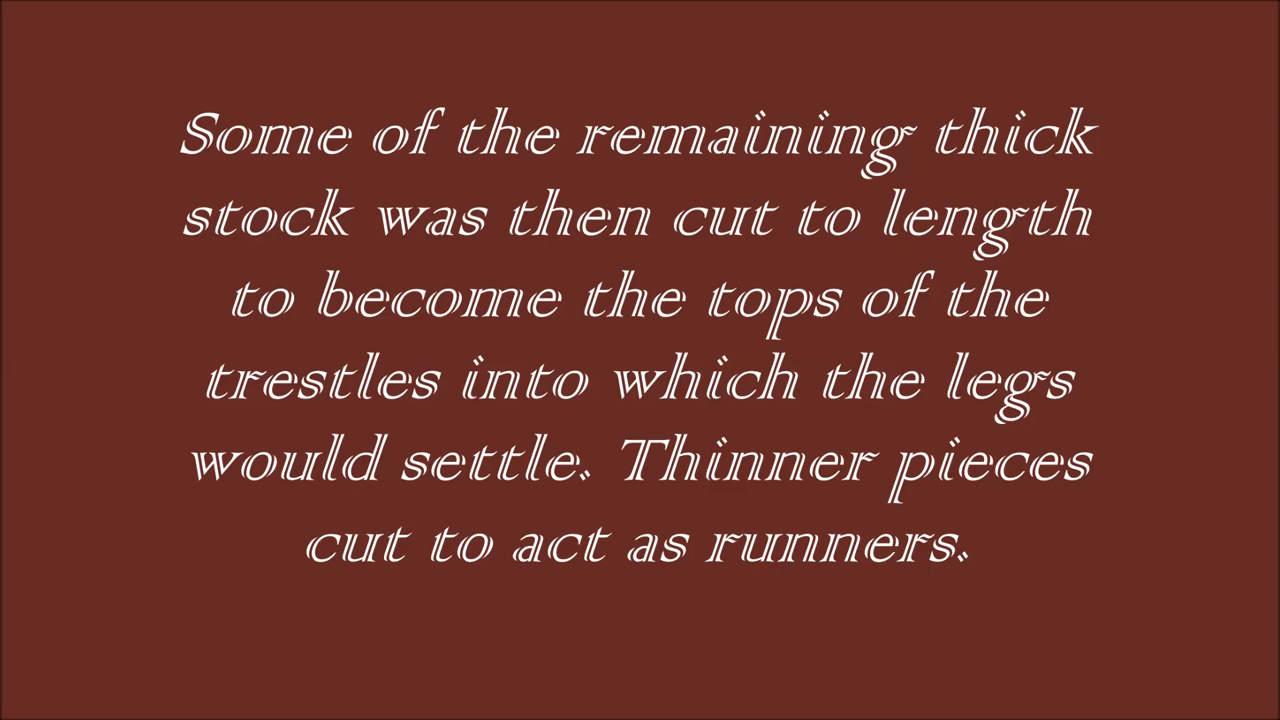 Some of the remaining thick
stock was then cut to length
to become the tops of the
trestles into which the legs
would settle. Thinner pieces
cut to act as runners.